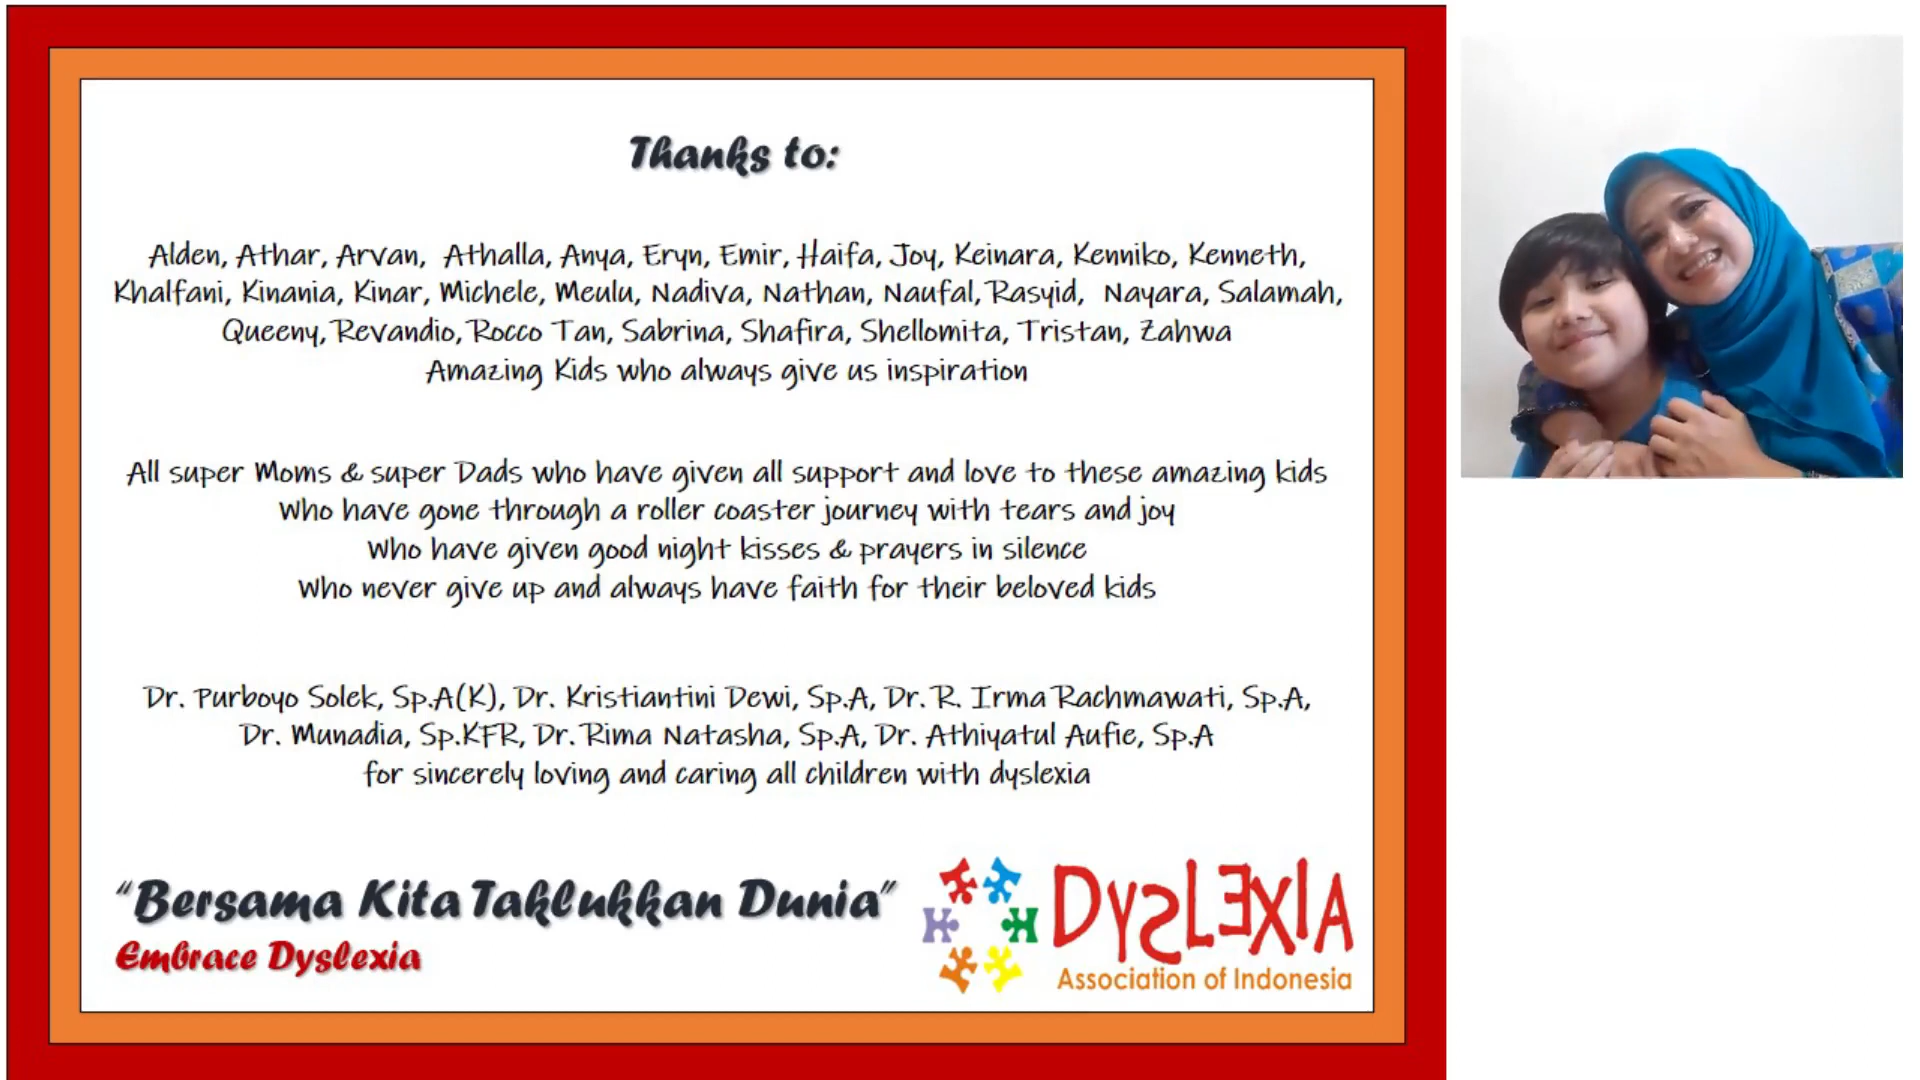 Thanks to:
Alden, Athar, Arvan, Athalla, Anya, Eryn, Emir, Haifa, Joy, Keinara, Kenniko, Kenneth,
Khalfani, Kinania, Kinar, Michele, Meulu, Nadiva, Nathan, Naufal, Rasyid, Nayara, Salamah,
Queeny, Revandio, Rocco Tan, Sabrina, Shafira, Shellomita, Tristan, Zahwa
Amazing Kids who always give us inspiration
All super Moms & super Dads who have given all support and love to these amazing kids
Who have gone through a roller coaster journey with tears and joy
Who have given good night kisses & prayers in silence
Who never give up and always have faith for their beloved kids
Dr. Purboyo Solek, Sp.A(K), Dr. Kristiantini Dewi, Sp.A, Dr. R. Irma Rachmawati, Sp.A,
Dr. Munadia, Sp.KFR, Dr. Rima Natasha, Sp.A, Dr. Athiyatul Aufie, Sp.A
for sincerely loving and caring all children with dyslexia
“Bersama Kita Taklukkan Dunia”
Embrace Dyslexia
DYSLEXIA
Association of Indonesia